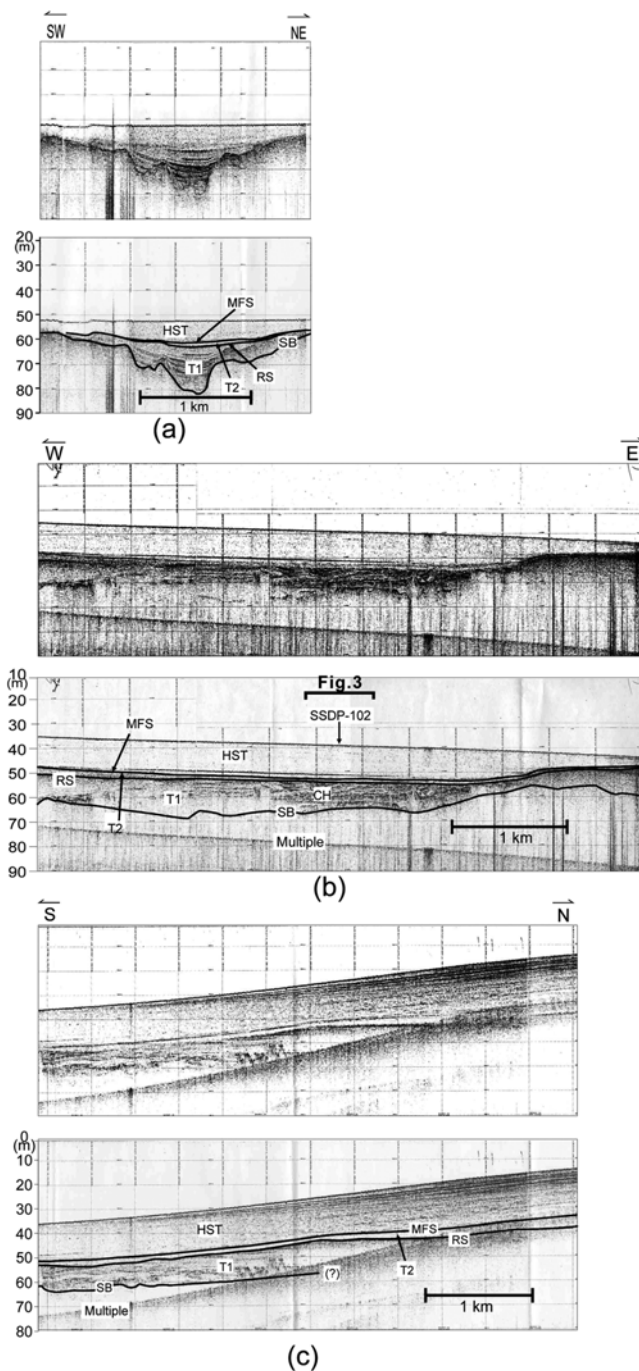 SW NE
20
(m)
30
40
50
60
70
80
90
MFS
HST
SB
T1
T2
RS
1 km
(a)
W E
10
(m)
20
30
40
50
60
70
80
90
Fig.3
SSDP-102
MFS
HST
RS
T1
CH
T2
SB
1 km
Multiple
(b)
S N
0
(m)
10
20
30
40
50
60
70
80
HST
MFS
RS
T1
T2
SB
(?)
Multiple
1 km
(c)